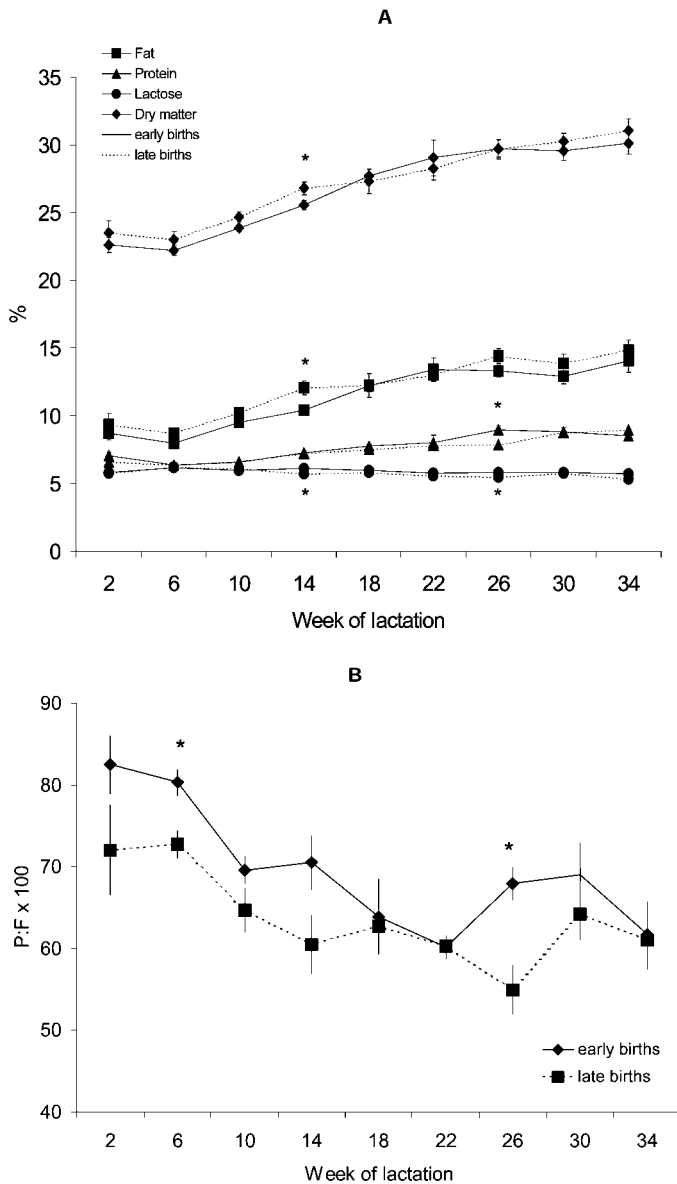 A
Fat
Protein
Lactose
Dry matter
early births
late births
35
30
25
20
15
10
5
0
%
*
*
*
*
*
2 6 10 14 18 22 26 30 34
Week of lactation
B
90
80
70
60
50
40
P:F x 100
*
*
early births
late births
2 6 10 14 18 22 26 30 34
Week of lactation